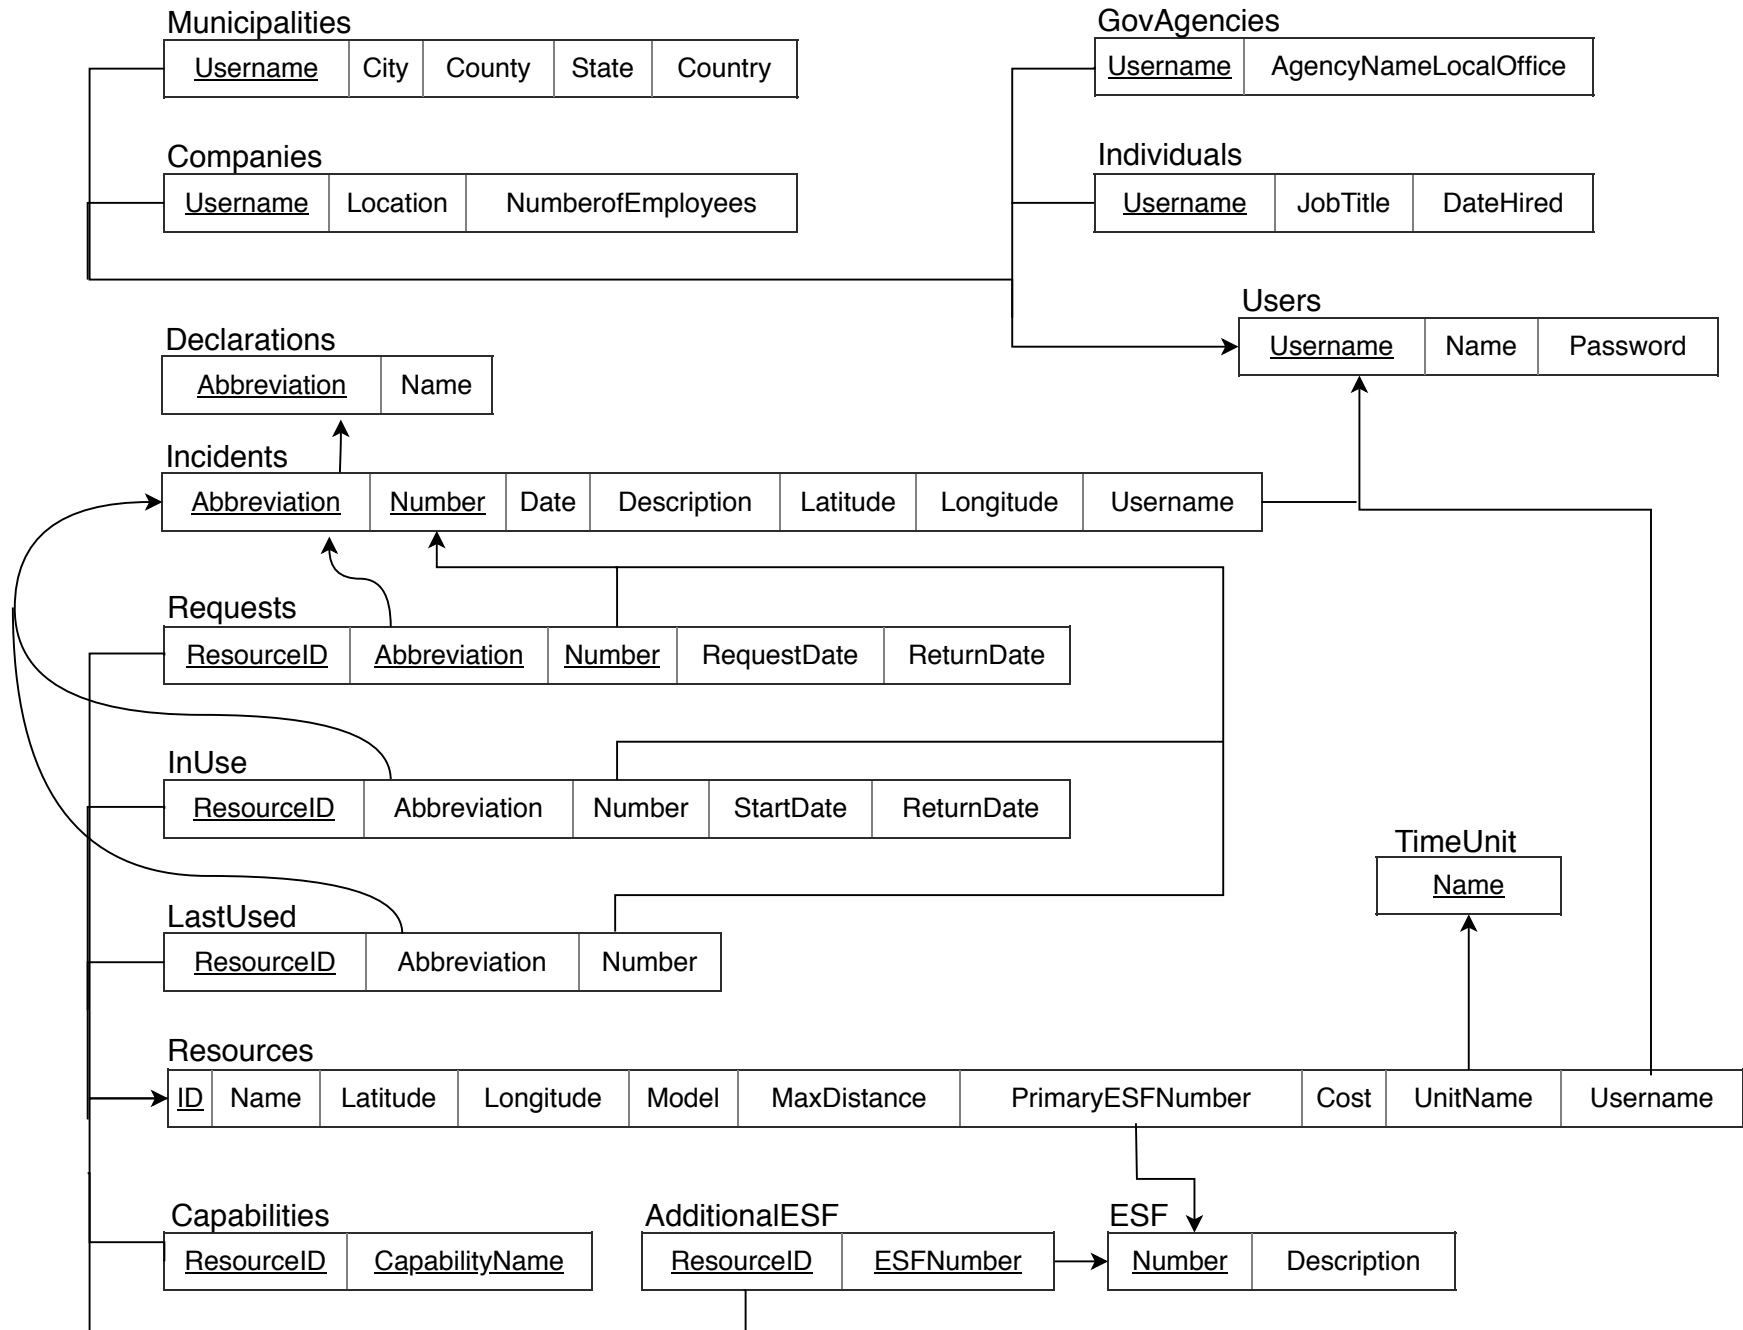 Municipalities
Username City County State Country
GovAgencies
Username AgencyNameLocalOffice
Companies
Username Location NumberofEmployees
Individuals
Username JobTitle DateHired
Users
Username Name Password
Declarations
Abbreviation Name
Incidents
Abbreviation Number Date Description Latitude Longitude Username
Requests
ResourceID Abbreviation Number RequestDate ReturnDate
InUse
ResourceID Abbreviation Number StartDate ReturnDate
TimeUnit
Name
LastUsed
ResourceID Abbreviation Number
Resources
ID Name Latitude Longitude Model MaxDistance PrimaryESFNumber Cost UnitName Username
Capabilities
ResourceID CapabilityName
AdditionalESF
ResourceID ESFNumber
ESF
Number Description